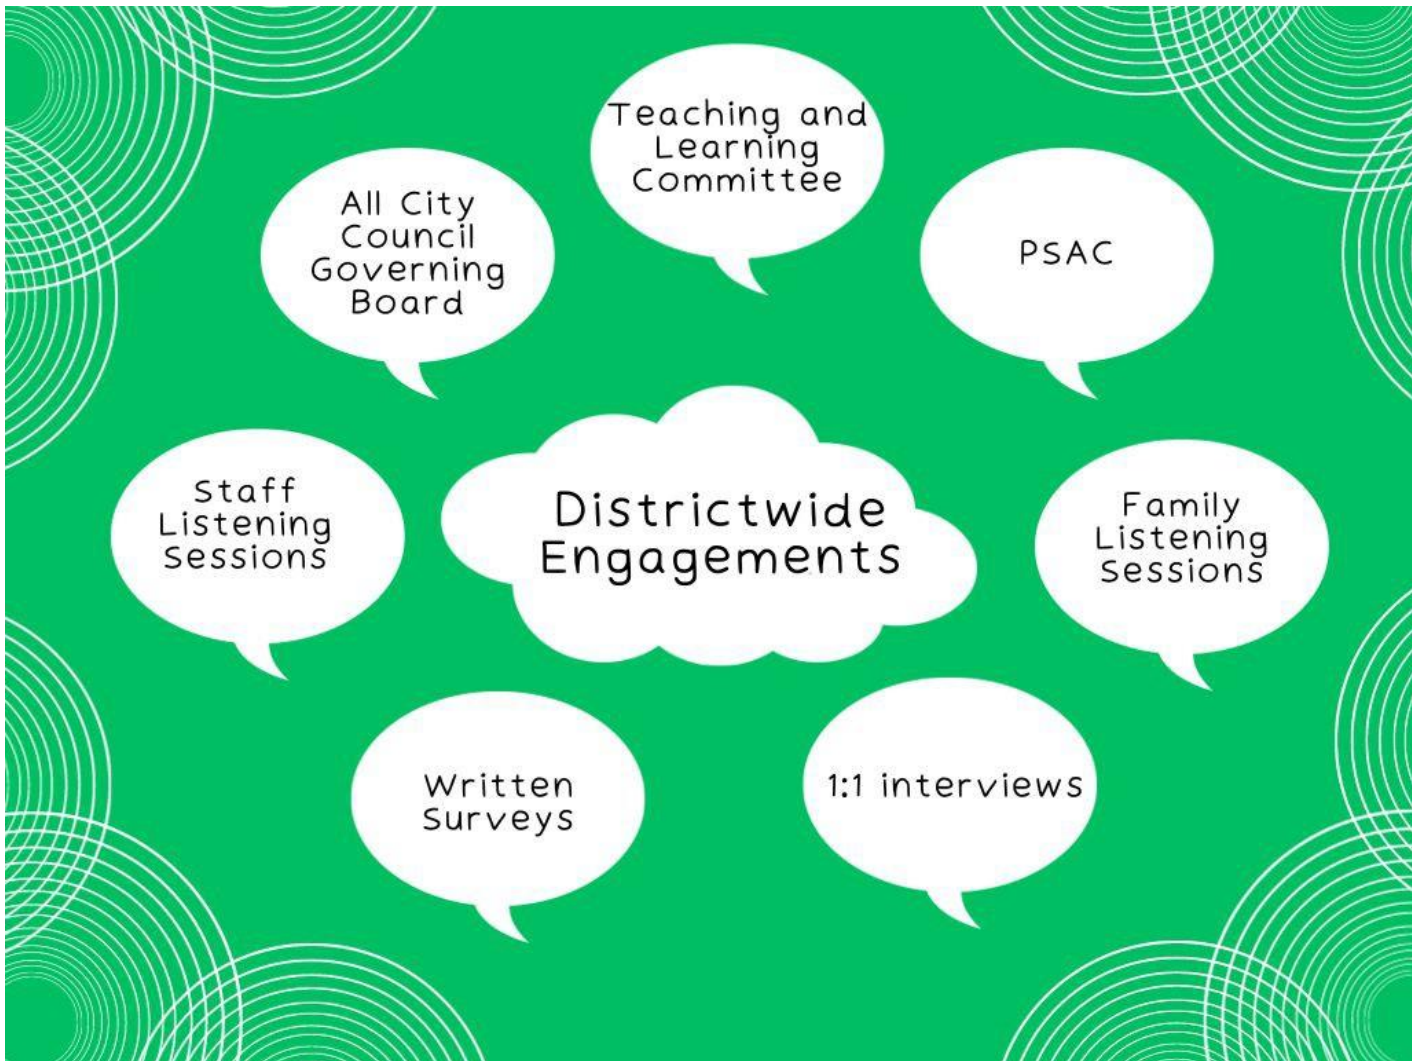 Teaching and
Learning
Committee
All City
Council
Governing
Board
PSAC
Staff
Listening
Sessions
Districtwide
Engagements
Family
Listening
Sessions
Written
Surveys
1:1 interviews